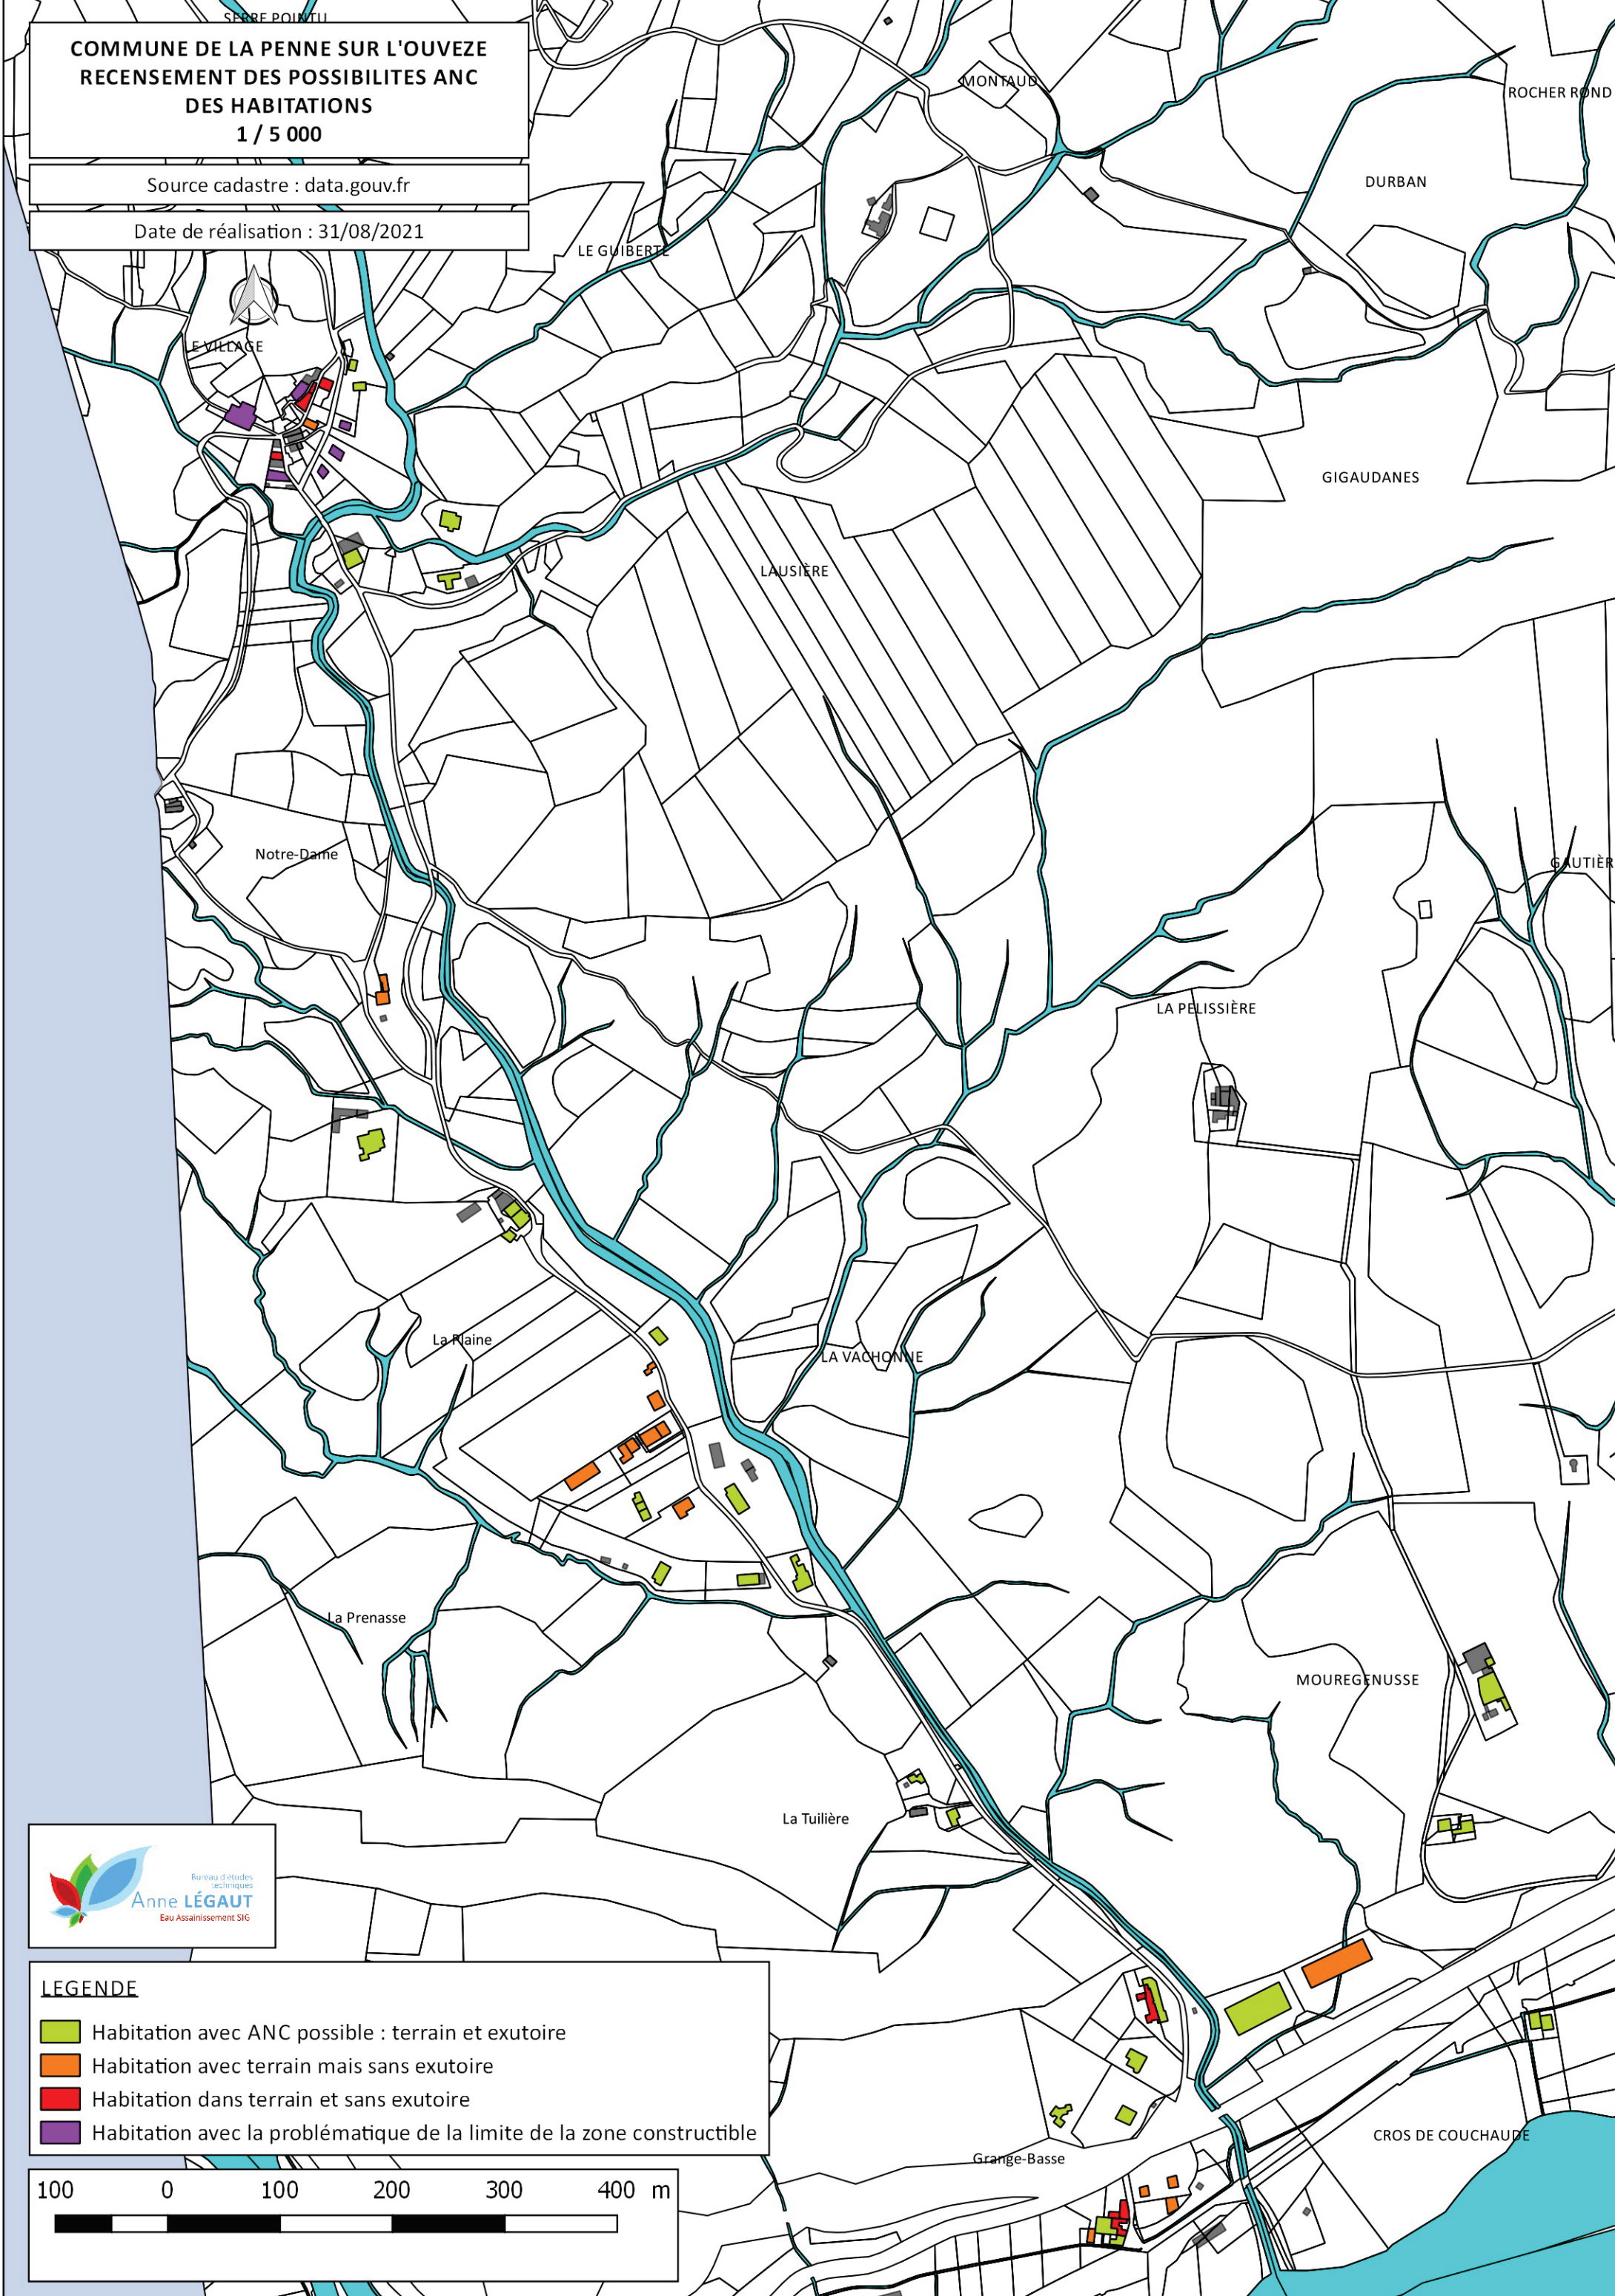 SERRE POINTU
COMMUNE DE LA PENNE SUR L'OUVEZE
RECENSEMENT DES POSSIBILITES ANC
DES HABITATIONS
1 / 5 000
Source cadastre : data.gouv.fr
Date de réalisation : 31/08/2021
MONTAUD
ROCHER ROND
DURBAN
LE GUIBERTE
LE VILLAGE
GIGAUDANES
LAUSIÈRE
Notre-Dame
GAUTIÈR
LA PELISSIÈRE
La Plaine
LA VACHONNE
La Prenasse
MOUREGENUSSE
La Tuilière
Bureau d'études
techniques
Anne LÉGAUT
Eau Assainissement SIG
LEGENDE
Habitation avec ANC possible : terrain et exutoire
Habitation avec terrain mais sans exutoire
Habitation dans terrain et sans exutoire
Habitation avec la problématique de la limite de la zone constructible
CROS DE COUCHAUDE
Grange-Basse
100 0 100 200 300 400 m